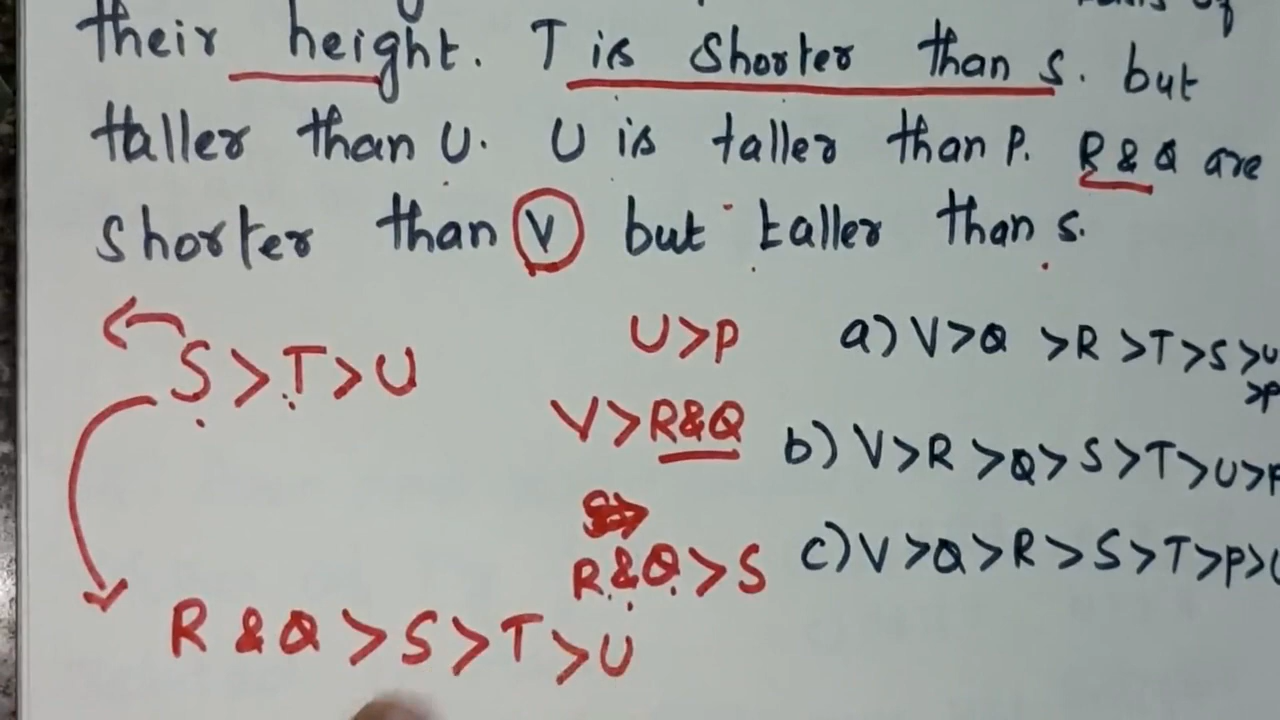 their height. T is shorter than S. but
taller than U. U is taller than P. R & Q are
shorter than V but taller than S.
S > T > U
U > P
V > R & Q
R & Q > S
R & Q > S > T > U
a) V > Q > R > T > S > U
> P
b) V > R > Q > S > T > U > P
c) V > Q > R > S > T > P > U